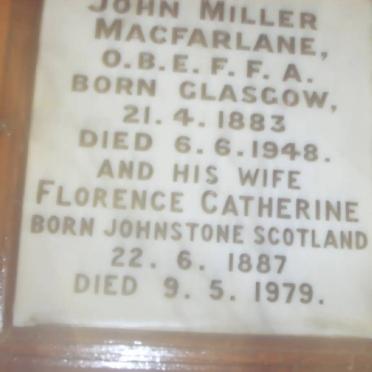 JOHN MILLER
MACFARLANE,
O.B.E. F.F.A.
BORN GLASGOW,
21.4.1883
DIED 6.6.1948.
AND HIS WIFE
FLORENCE CATHERINE
BORN JOHNSTONE SCOTLAND
22. 6. 1887
DIED 9. 5. 1979.